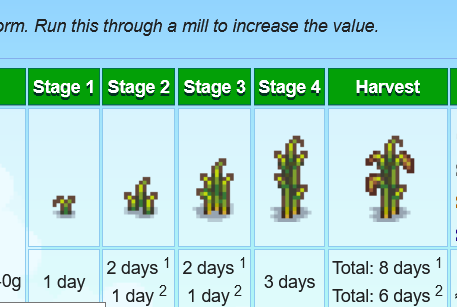 orm. Run this through a mill to increase the value.
Stage 1 Stage 2 Stage 3 Stage 4 Harvest
2 days 1 2 days 1 Total: 8 days 1
0g 1 day 3 days
1 day 2 1 day 2 Total: 6 days 2